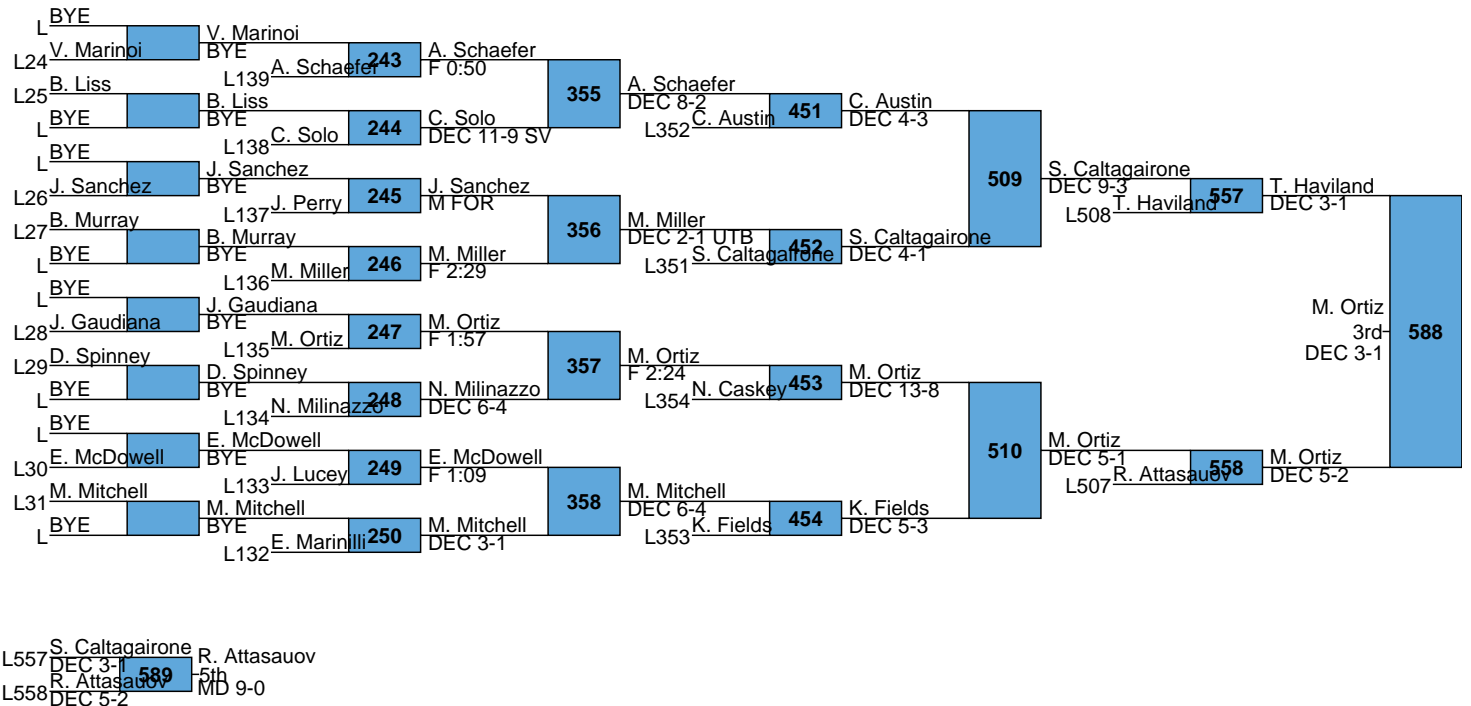 BYE
L
V. Marinoi
L24
V. Marinoi
BYE
B. Liss
L25
BYE
L
B. Liss
BYE
BYE
L
J. Sanchez
L26
J. Sanchez
BYE
B. Murray
L27
BYE
L
B. Murray
BYE
BYE
L
J. Gaudiana
L28
J. Gaudiana
BYE
D. Spinney
L29
BYE
L
D. Spinney
BYE
BYE
L
E. McDowell
L30
E. McDowell
BYE
M. Mitchell
L31
BYE
L
M. Mitchell
BYE
L139
A. Schaefer
243
A. Schaefer
F 0:50
L138
C. Solo
244
C. Solo
DEC 11-9 SV
L137
J. Perry
245
J. Sanchez
M FOR
L136
M. Miller
246
M. Miller
F 2:29
L135
M. Ortiz
247
M. Ortiz
F 1:57
L134
N. Milinazzo
248
N. Milinazzo
DEC 6-4
L133
J. Lucey
249
E. McDowell
F 1:09
L132
E. Marinilli
250
M. Mitchell
DEC 3-1
355
A. Schaefer
DEC 8-2
356
M. Miller
DEC 2-1 UTB
357
M. Ortiz
F 2:24
358
M. Mitchell
DEC 6-4
L352
C. Austin
451
C. Austin
DEC 4-3
L351
S. Caltagairone
452
S. Caltagairone
DEC 4-1
L354
N. Caskey
453
M. Ortiz
DEC 13-8
L353
K. Fields
454
K. Fields
DEC 5-3
509
S. Caltagairone
DEC 9-3
510
M. Ortiz
DEC 5-1
L508
T. Haviland
557
T. Haviland
DEC 3-1
L507
R. Attasauov
558
M. Ortiz
DEC 5-2
M. Ortiz
3rd
DEC 3-1
588
S. Caltagairone
L557
DEC 3-1
R. Attasauov
L558
DEC 5-2
589
R. Attasauov
5th
MD 9-0